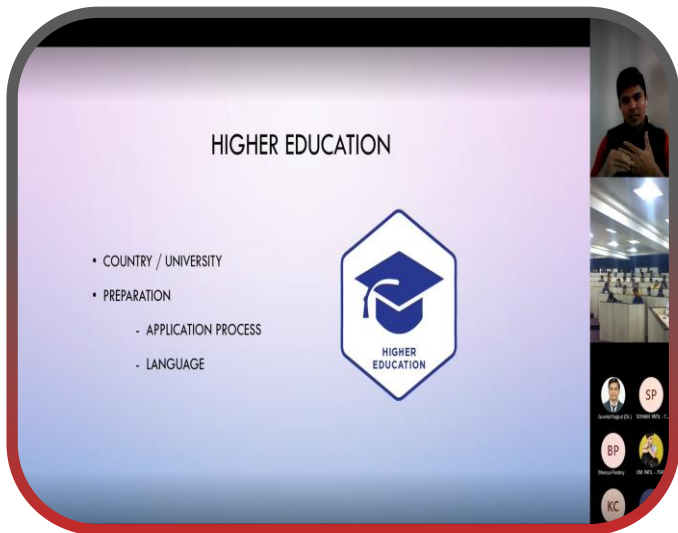 HIGHER EDUCATION
• COUNTRY / UNIVERSITY
• PREPARATION
- APPLICATION PROCESS
- LANGUAGE
HIGHER
EDUCATION
SP
BP
KC